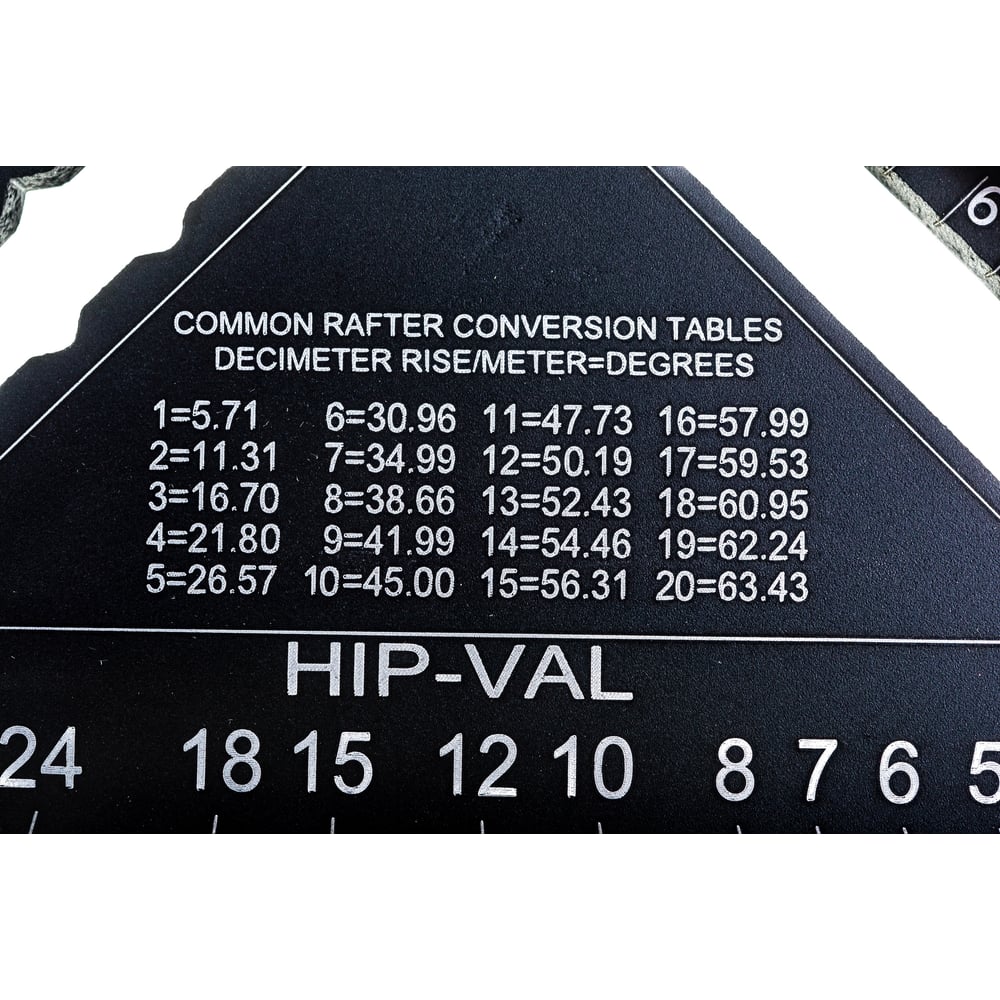 6
COMMON RAFTER CONVERSION TABLES
DECIMETER RISE/METER=DEGREES
1=5.71 6=30.96 11=47.73 16=57.99
2=11.31 7=34.99 12=50.19 17=59.53
3=16.70 8=38.66 13=52.43 18=60.95
4=21.80 9=41.99 14=54.46 19=62.24
5=26.57 10=45.00 15=56.31 20=63.43
HIP-VAL
24 18 15 12 10 8 7 6 5